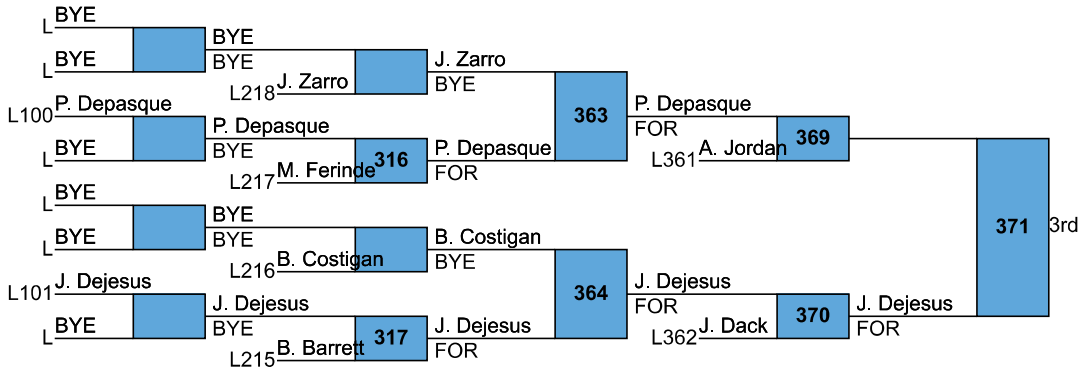 BYE
L
BYE
BYE
BYE
L
J. Zarro
J. Zarro
L218
BYE
P. Depasque
L100
P. Depasque
363
FOR
P. Depasque
BYE
L
BYE
316
P. Depasque
M. Ferinde
L217
FOR
A. Jordan
L361
369
BYE
L
BYE
BYE
BYE
L
B. Costigan
B. Costigan
L216
BYE
371
3rd
J. Dejesus
L101
J. Dejesus
364
FOR
J. Dejesus
BYE
L
BYE
317
J. Dejesus
B. Barrett
L215
FOR
J. Dack
L362
370
J. Dejesus
FOR